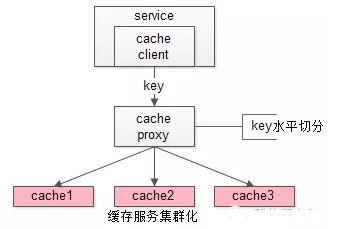 service
cache
client
key
cache
proxy
key水平切分
cache1
cache2
cache3
缓存服务集群化